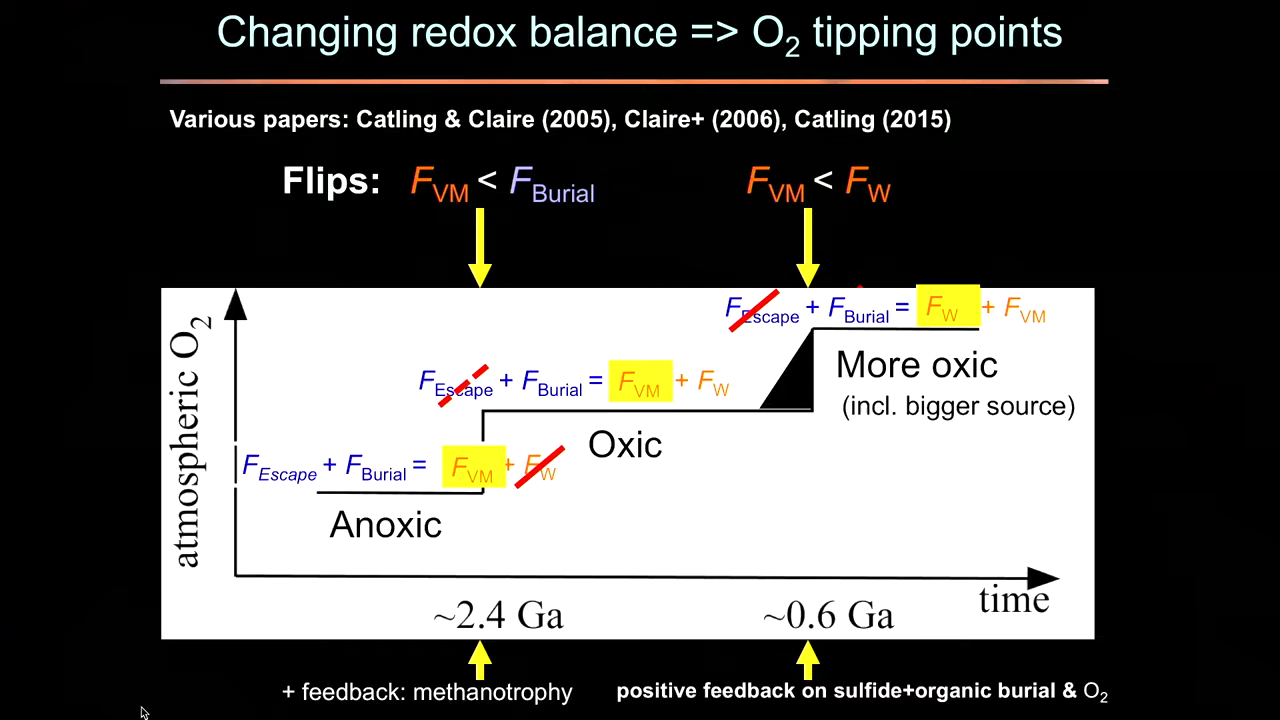 Changing redox balance => O₂ tipping points
Various papers: Catling & Claire (2005), Claire+ (2006), Catling (2015)
Flips: F_VM < F_Burial F_VM < F_W
F_Escape + F_Burial = F_W + F_VM
More oxic
(incl. bigger source)
F_Escape + F_Burial = F_VM + F_W
Oxic
F_Escape + F_Burial = F_VM + F_W
Anoxic
atmospheric O₂
time
~2.4 Ga ~0.6 Ga
+ feedback: methanotrophy positive feedback on sulfide+organic burial & O₂